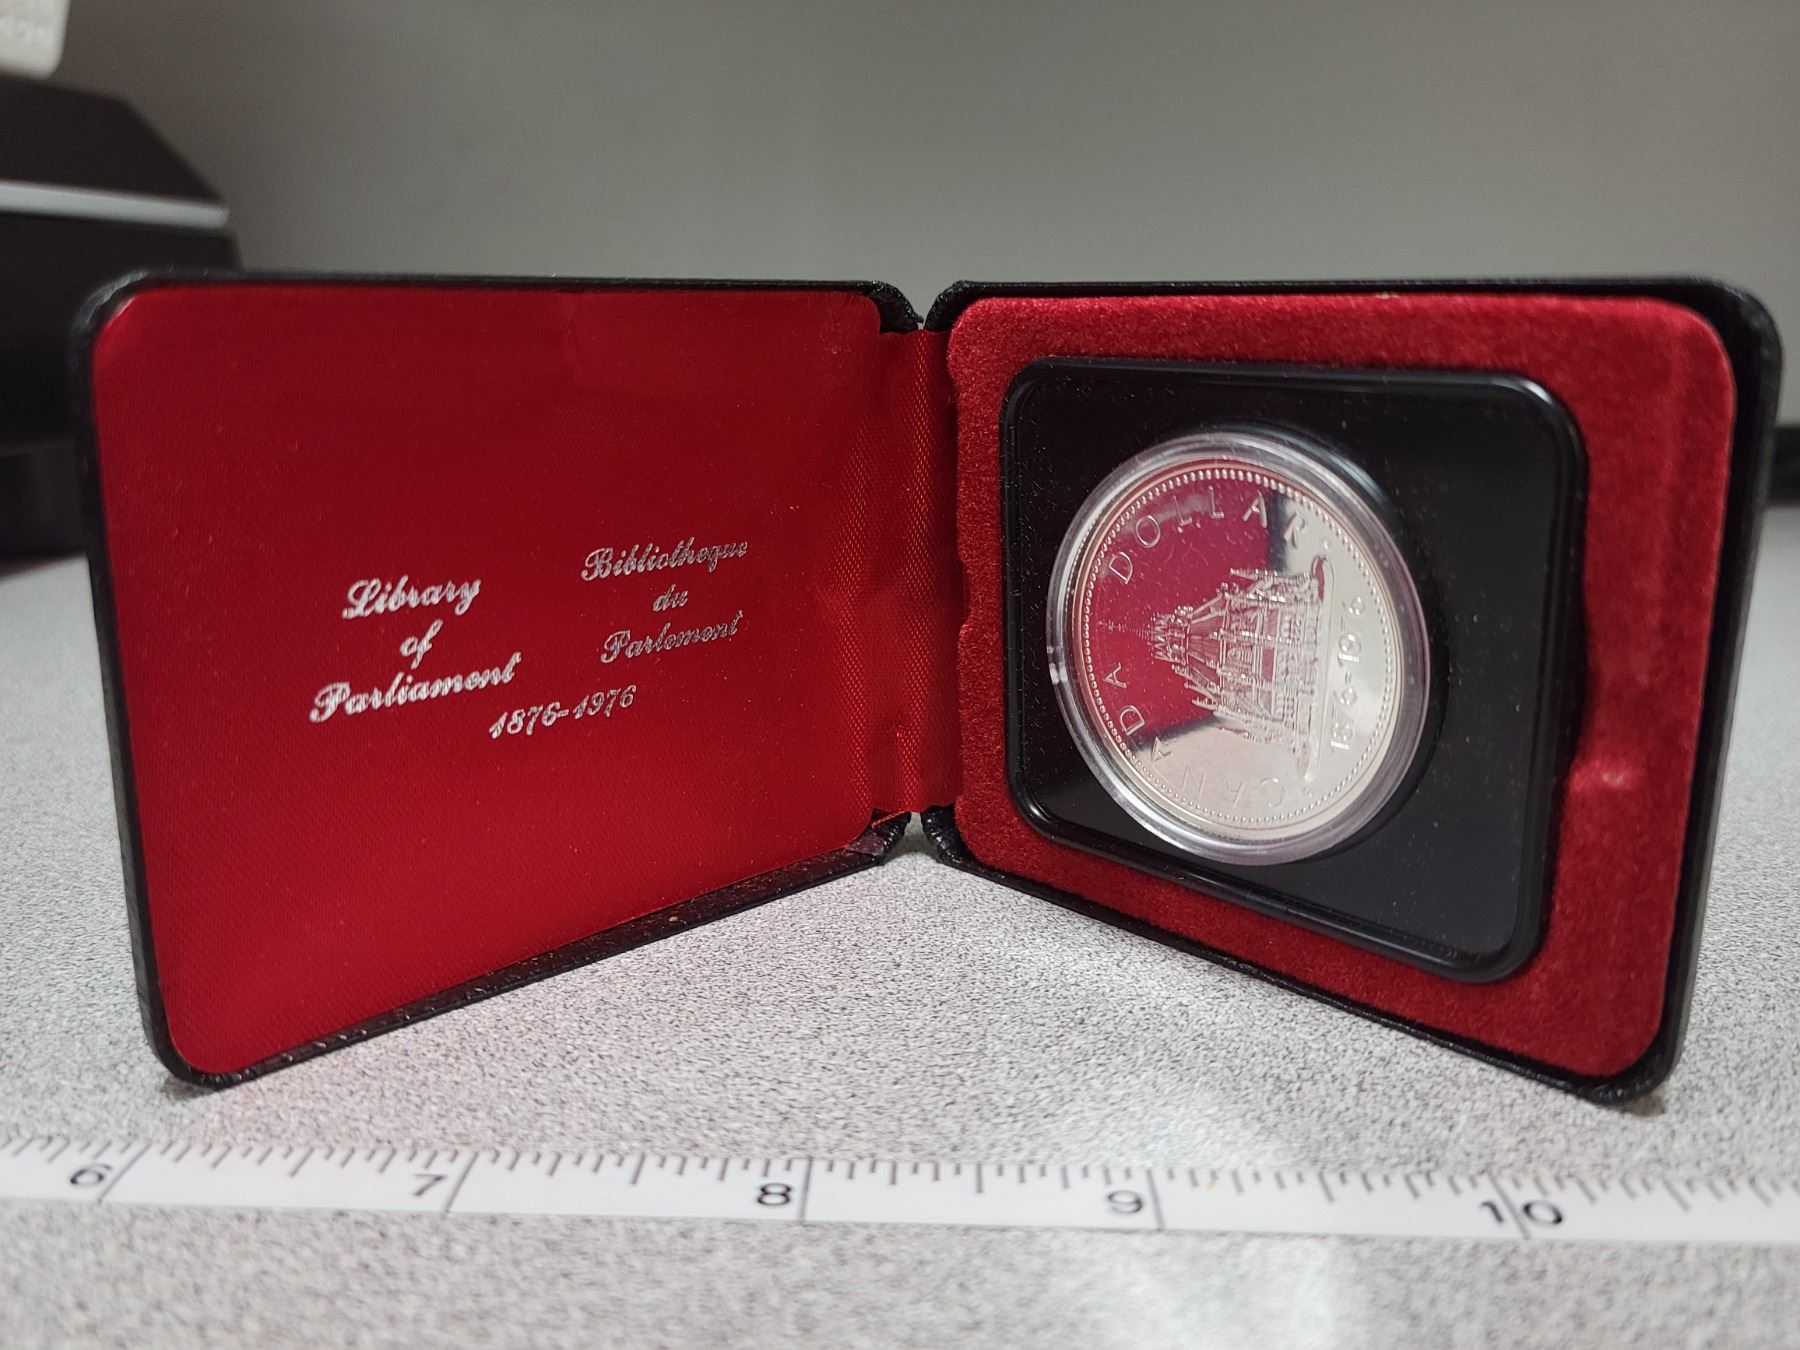 Library
of
Parliament
Bibliotheque
du
Parlement
1876-1976
CANADA DOLLAR
1876-1976
6 7 8 9 10